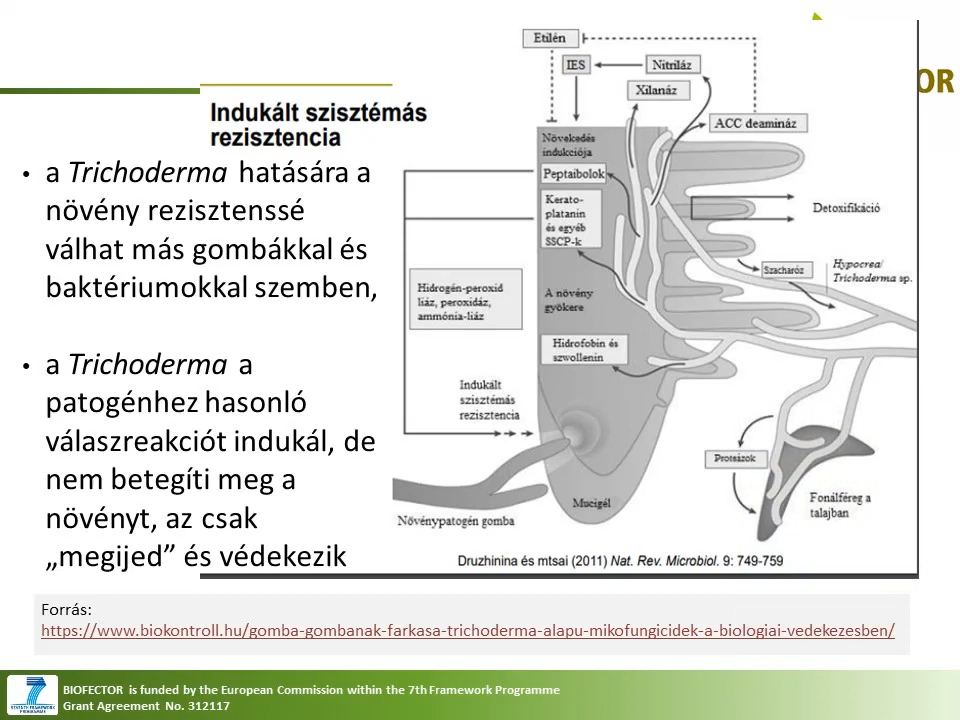 OR
Indukált szisztémás
rezisztencia
• a Trichoderma hatására a
növény rezisztenssé
válhat más gombákkal és
baktériumokkal szemben,
• a Trichoderma a
patogénhez hasonló
válaszreakciót indukál, de
nem betegíti meg a
növényt, az csak
„megijed” és védekezik
Etilén
IES
Nitriláz
Xilanáz
ACC deamináz
Növekedés
indukciója
Peptaibolok
Kerato-
platanin
és egyéb
SSCP-k
Detoxifikáció
Szacharóz
Hypocrea/
Trichoderma sp.
Hidrogén-peroxid
liáz, peroxidáz,
ammónia-liáz
A növény
gyökere
Hidrofobin és
szwollenin
Indukált
szisztémás
rezisztencia
Proteázok
Mucigél
Fonálféreg a
talajban
Növénypatogén gomba
Druzhinina és mtsai (2011) Nat. Rev. Microbiol. 9: 749-759
Forrás:
https://www.biokontroll.hu/gomba-gombanak-farkasa-trichoderma-alapu-mikofungicidek-a-biologiai-vedekezesben/
SEVENTH FRAMEWORK
PROGRAMME
BIOFECTOR is funded by the European Commission within the 7th Framework Programme
Grant Agreement No. 312117